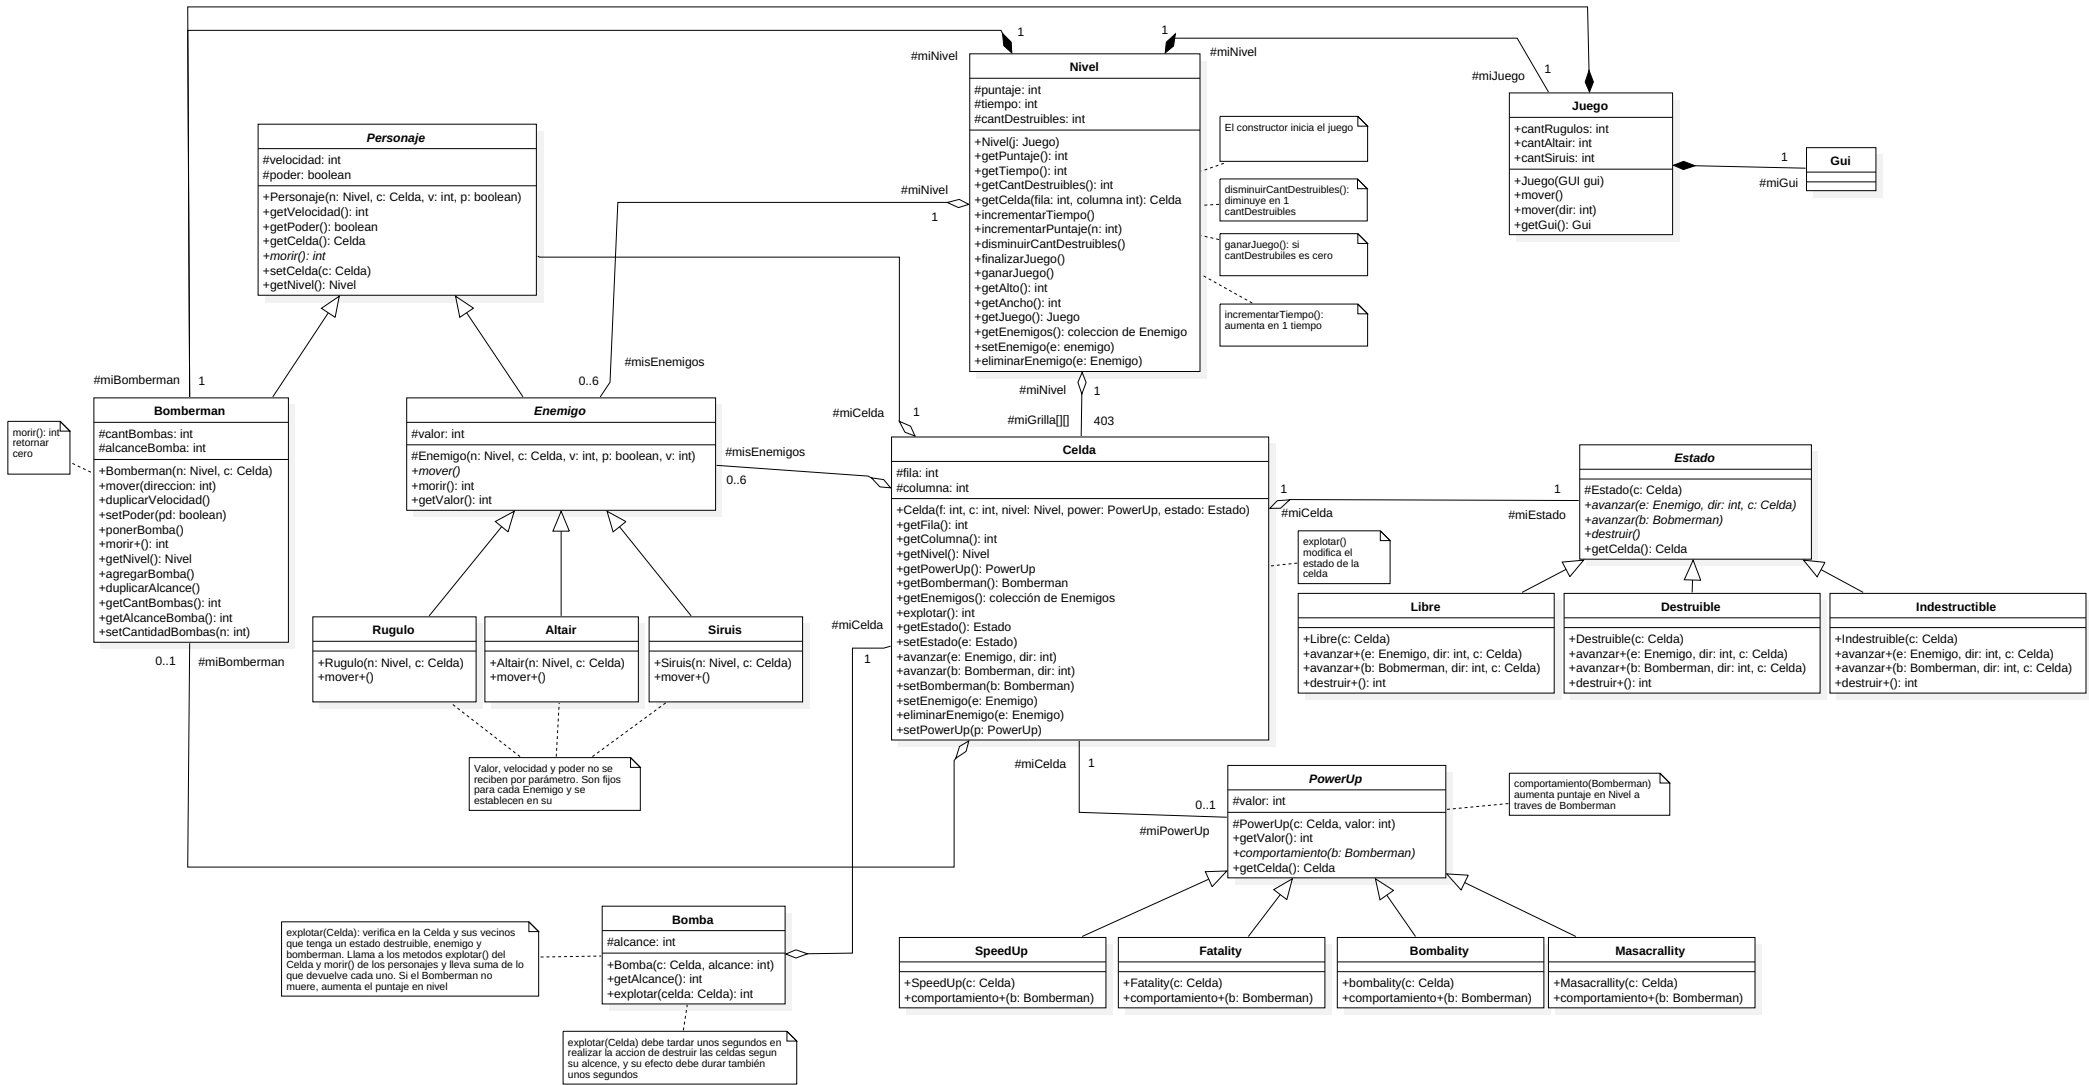 1
#miNivel
1
#miNivel
#miJuego
1
Nivel
#puntaje: int
#tiempo: int
#cantDestruibles: int
+Nivel(j: Juego)
+getPuntaje(): int
+getTiempo(): int
+getCantDestruibles(): int
+getCelda(fila: int, columna int): Celda
+incrementarTiempo()
+incrementarPuntaje(n: int)
+disminuirCantDestruibles()
+finalizarJuego()
+ganarJuego()
+getAlto(): int
+getAncho(): int
+getJuego(): Juego
+getEnemigos(): coleccion de Enemigo
+setEnemigo(e: enemigo)
+eliminarEnemigo(e: Enemigo)
El constructor inicia el juego
disminuirCantDestruibles():
diminuye en 1
cantDestruibles
ganarJuego(): si
cantDestrubiles es cero
incrementarTiempo():
aumenta en 1 tiempo
Juego
+cantRugulos: int
+cantAltair: int
+cantSiruis: int
+Juego(GUI gui)
+mover()
+mover(dir: int)
+getGui(): Gui
1
#miGui
Gui
Personaje
#velocidad: int
#poder: boolean
+Personaje(n: Nivel, c: Celda, v: int, p: boolean)
+getVelocidad(): int
+getPoder(): boolean
+getCelda(): Celda
+morir(): int
+setCelda(c: Celda)
+getNivel(): Nivel
#miNivel
1
#misEnemigos
0..6
#miBomberman
1
Bomberman
#cantBombas: int
#alcanceBomba: int
+Bomberman(n: Nivel, c: Celda)
+mover(direccion: int)
+duplicarVelocidad()
+setPoder(pd: boolean)
+ponerBomba()
+morir+(): int
+getNivel(): Nivel
+agregarBomba()
+duplicarAlcance()
+getCantBombas(): int
+getAlcanceBomba(): int
+setCantidadBombas(n: int)
morir(): int
retornar
cero
0..1
#miBomberman
Enemigo
#valor: int
#Enemigo(n: Nivel, c: Celda, v: int, p: boolean, v: int)
+mover()
+morir(): int
+getValor(): int
#misEnemigos
0..6
#miCelda
1
#miNivel
1
#miGrilla[][]
403
Celda
#fila: int
#columna: int
+Celda(f: int, c: int, nivel: Nivel, power: PowerUp, estado: Estado)
+getFila(): int
+getColumna(): int
+getNivel(): Nivel
+getPowerUp(): PowerUp
+getBomberman(): Bomberman
+getEnemigos(): colección de Enemigos
+explotar(): int
+getEstado(): Estado
+setEstado(e: Estado)
+avanzar(e: Enemigo, dir: int)
+avanzar(b: Bomberman, dir: int)
+setBomberman(b: Bomberman)
+setEnemigo(e: Enemigo)
+eliminarEnemigo(e: Enemigo)
+setPowerUp(p: PowerUp)
1
#miCelda
1
#miEstado
explotar()
modifica el
estado de la
celda
Estado
#Estado(c: Celda)
+avanzar(e: Enemigo, dir: int, c: Celda)
+avanzar(b: Bobmerman)
+destruir()
+getCelda(): Celda
Libre
+Libre(c: Celda)
+avanzar+(e: Enemigo, dir: int, c: Celda)
+avanzar+(b: Bobmerman, dir: int, c: Celda)
+destruir+(): int
Destruible
+Destruible(c: Celda)
+avanzar+(e: Enemigo, dir: int, c: Celda)
+avanzar+(b: Bomberman, dir: int, c: Celda)
+destruir+(): int
Indestructible
+Indestruible(c: Celda)
+avanzar+(e: Enemigo, dir: int, c: Celda)
+avanzar+(b: Bomberman, dir: int, c: Celda)
+destruir+(): int
Rugulo
+Rugulo(n: Nivel, c: Celda)
+mover+()
Altair
+Altair(n: Nivel, c: Celda)
+mover+()
Siruis
+Siruis(n: Nivel, c: Celda)
+mover+()
Valor, velocidad y poder no se
reciben por parámetro. Son fijos
para cada Enemigo y se
establecen en su
#miCelda
1
#miCelda
1
0..1
#miPowerUp
PowerUp
#valor: int
#PowerUp(c: Celda, valor: int)
+getValor(): int
+comportamiento(b: Bomberman)
+getCelda(): Celda
comportamiento(Bomberman)
aumenta puntaje en Nivel a
traves de Bomberman
Bomba
#alcance: int
+Bomba(c: Celda, alcance: int)
+getAlcance(): int
+explotar(celda: Celda): int
explotar(Celda): verifica en la Celda y sus vecinos
que tenga un estado destruible, enemigo y
bomberman. Llama a los metodos explotar() del
Celda y morir() de los personajes y lleva suma de lo
que devuelve cada uno. Si el Bomberman no
muere, aumenta el puntaje en nivel
explotar(Celda) debe tardar unos segundos en
realizar la accion de destruir las celdas segun
su alcence, y su efecto debe durar también
unos segundos
SpeedUp
+SpeedUp(c: Celda)
+comportamiento+(b: Bomberman)
Fatality
+Fatality(c: Celda)
+comportamiento+(b: Bomberman)
Bombality
+bombality(c: Celda)
+comportamiento+(b: Bomberman)
Masacrallity
+Masacrallity(c: Celda)
+comportamiento+(b: Bomberman)